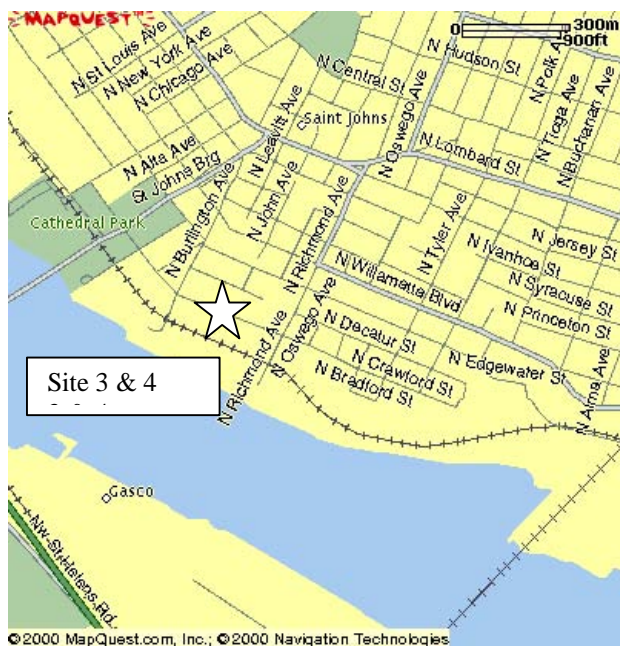 MAPQUEST
0
300m
900ft
N St Louis Ave
N New York Ave
N Chicago Ave
N Central St
N Hudson St
N Polk A
N Tioga Ave
N Buchanan Ave
Saint Johns
N Leavitt Ave
N Oswego Ave
N Lombard St
N Alta Ave
St Johns Brg
N John Ave
N Burlington Ave
Cathedral Park
N Richmond Ave
N Tyler Ave
N Jersey St
N Ivanhoe St
N Willamette Blvd
N Syracuse St
N Princeton St
N Oswego Ave
N Decatur St
N Crawford St
N Edgewater St
N Bradford St
N Alma Ave
N Richmond Ave
Site 3 & 4
Gasco
NW St Helens Rd
©2000 MapQuest.com, Inc.; ©2000 Navigation Technologies